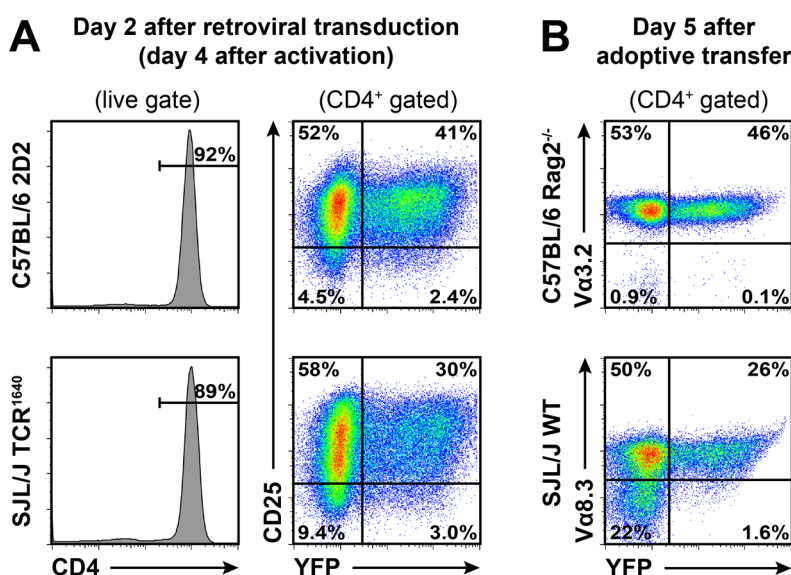 A
Day 2 after retroviral transduction
(day 4 after activation)
B
Day 5 after
adoptive transfer
(live gate)
(CD4⁺ gated)
(CD4⁺ gated)
C57BL/6 2D2
92%
52%
41%
4.5%
2.4%
C57BL/6 Rag2⁻/⁻
Vα3.2
53%
46%
0.9%
0.1%
SJL/J TCR¹⁶⁴⁰
89%
CD4
CD25
58%
30%
9.4%
3.0%
YFP
SJL/J WT
Vα8.3
50%
26%
22%
1.6%
YFP